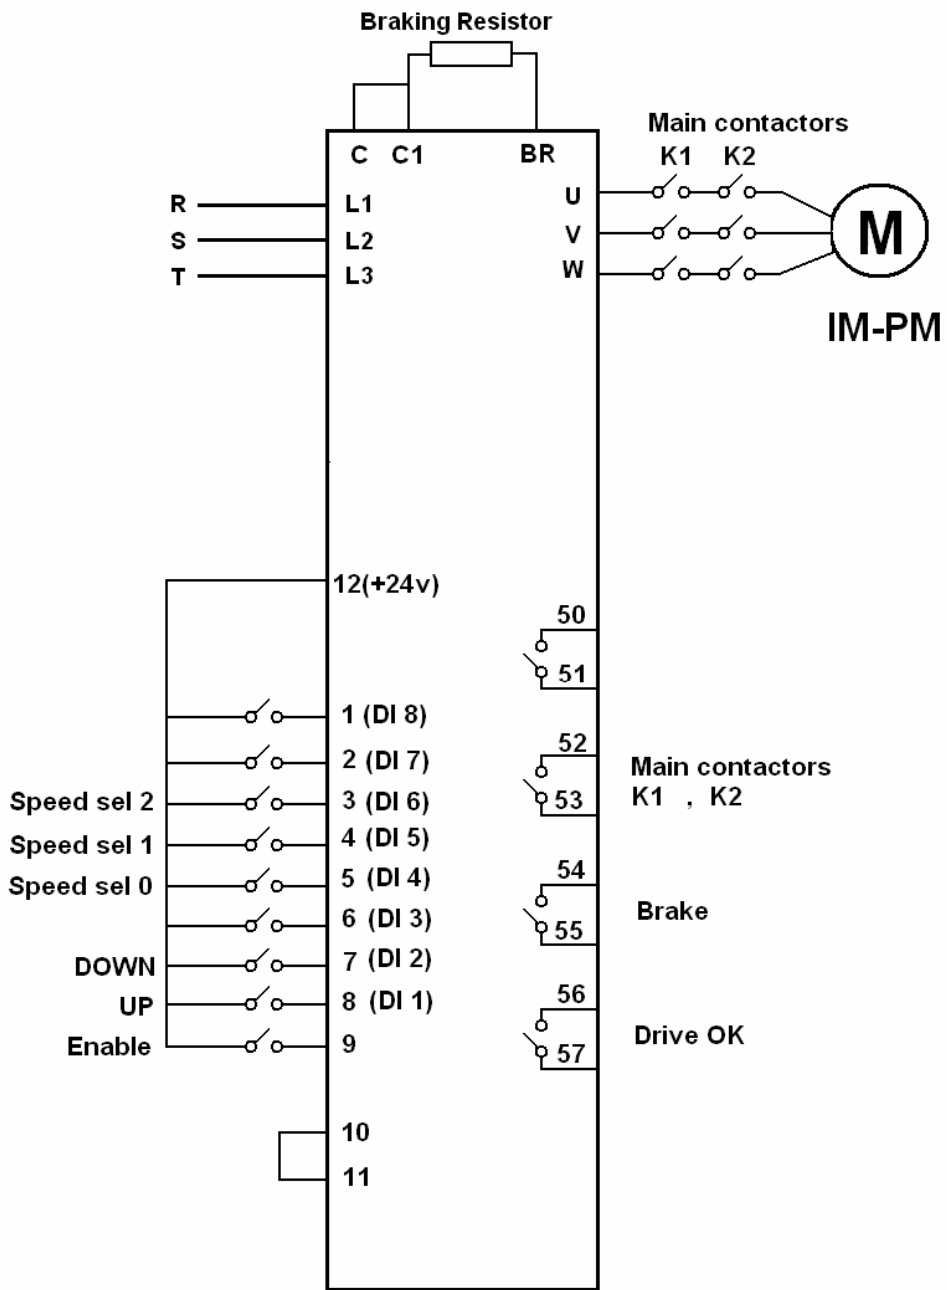 Braking Resistor
Main contactors
K1 K2
C C1 BR
R L1 U
S L2 V M
T L3 W
IM-PM
12(+24v)
50
51
1 (DI 8)
2 (DI 7)
52
Speed sel 2 3 (DI 6) 53
Main contactors
K1 , K2
Speed sel 1 4 (DI 5)
Speed sel 0 5 (DI 4)
54
6 (DI 3) 55
Brake
DOWN 7 (DI 2)
UP 8 (DI 1)
56
Enable 9 57
Drive OK
10
11